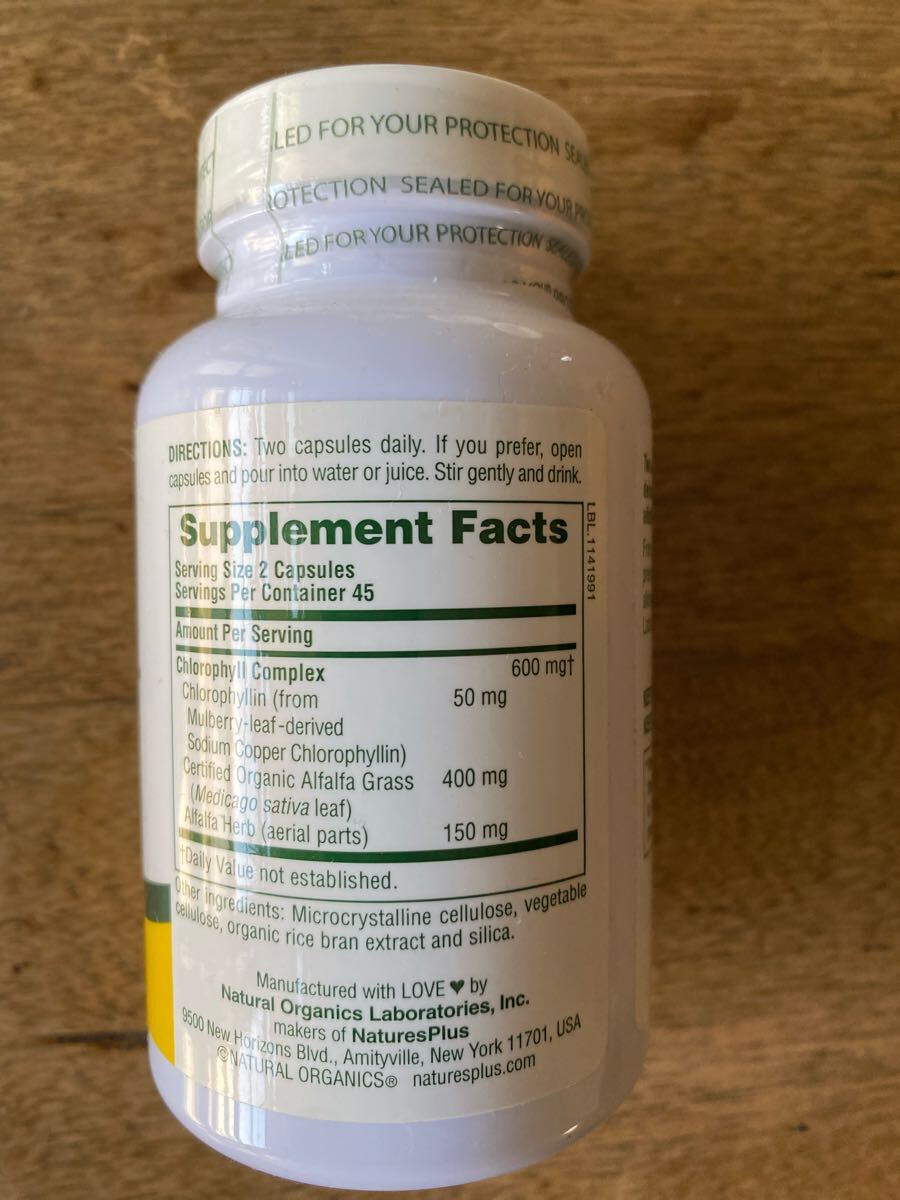 LED FOR YOUR PROTECTION
ROTECTION SEALED FOR YOUR
LED FOR YOUR PROTECTION
DIRECTIONS: Two capsules daily. If you prefer, open
capsules and pour into water or juice. Stir gently and drink.
Supplement Facts
Serving Size 2 Capsules
Servings Per Container 45
Amount Per Serving
Chlorophyll Complex 600 mg†
Chlorophyllin (from 50 mg
Mulberry-leaf-derived
Sodium Copper Chlorophyllin)
Certified Organic Alfalfa Grass 400 mg
(Medicago sativa leaf)
Alfalfa Herb (aerial parts) 150 mg
†Daily Value not established.
LBL.1141991
Other ingredients: Microcrystalline cellulose, vegetable
cellulose, organic rice bran extract and silica.
Manufactured with LOVE ♥ by
Natural Organics Laboratories, Inc.
makers of NaturesPlus
9500 New Horizons Blvd., Amityville, New York 11701, USA
©NATURAL ORGANICS® naturesplus.com